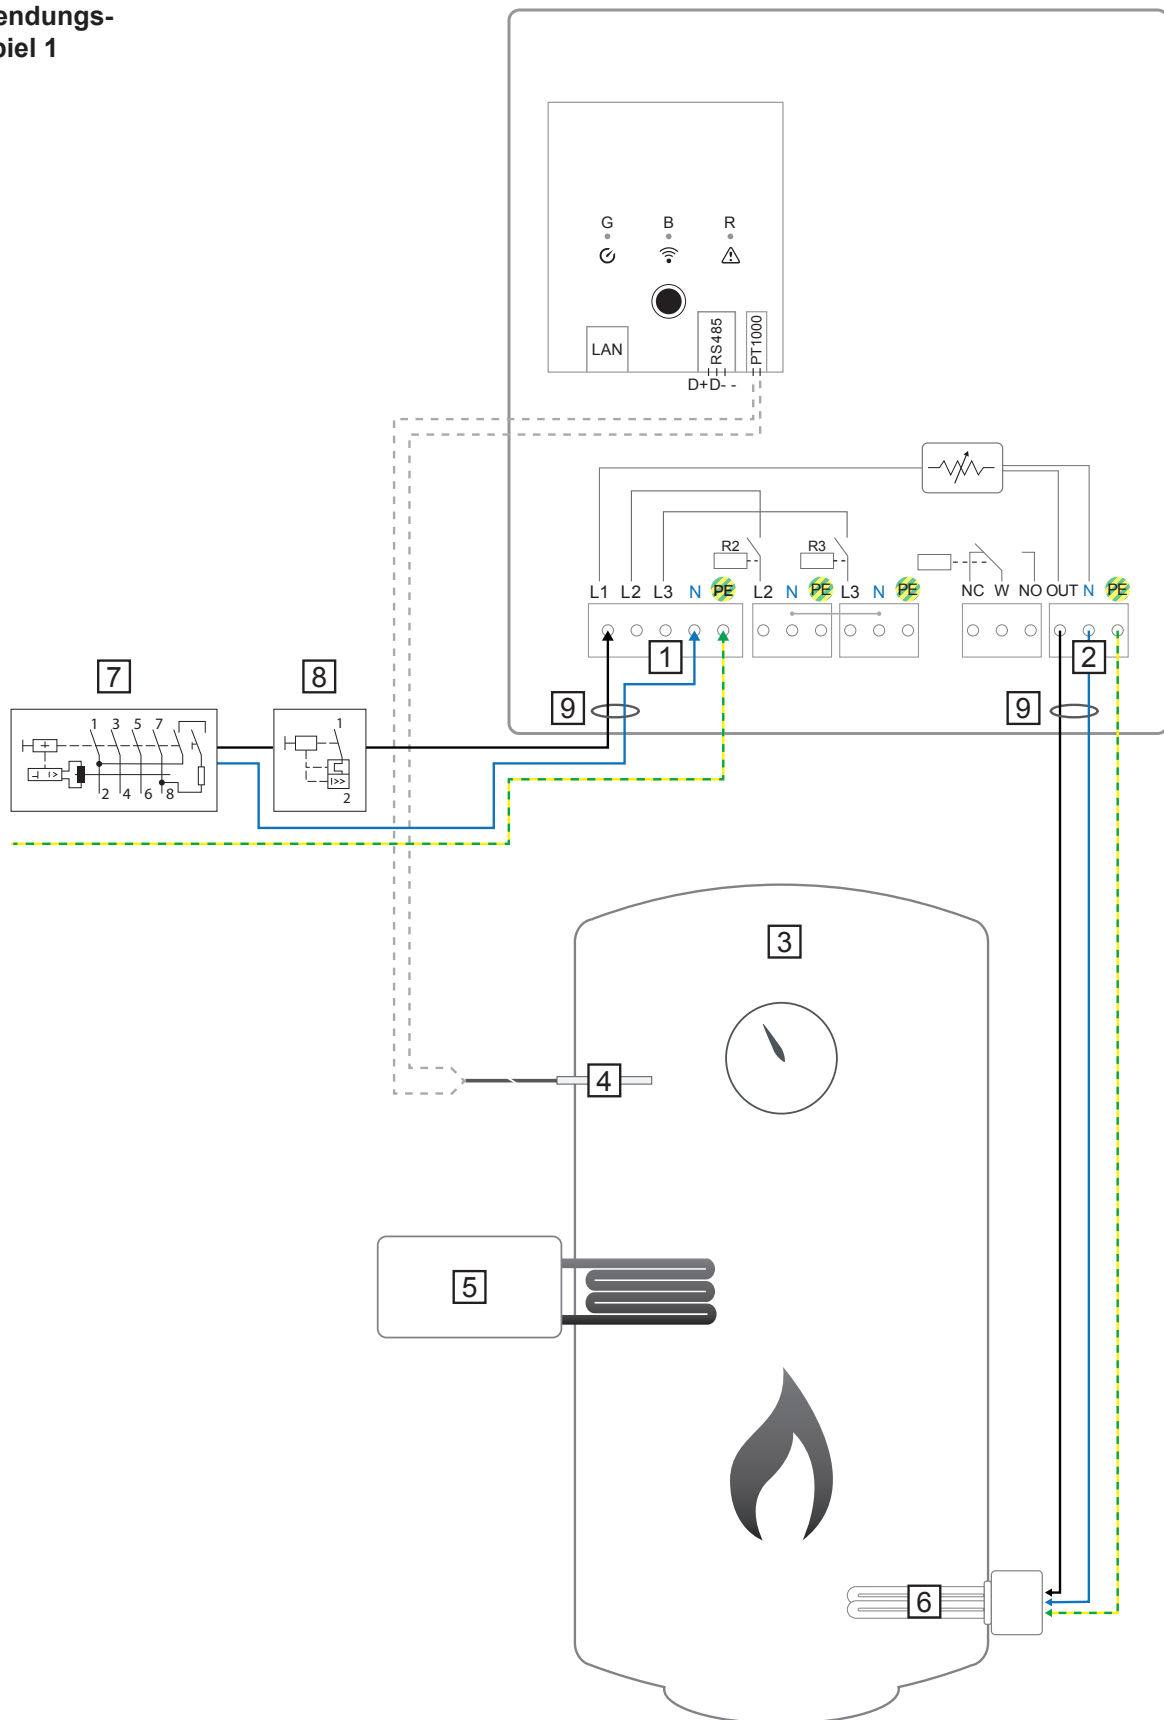 endungs-
piel 1
G B R
LAN
RS485
PT1000
D+D- -
R2 R3
L1 L2 L3 N PE L2 N PE L3 N PE NC W NO OUT N PE
1 2
7 8
9 9
1 3 5 7
2 4 6 8
I>
1
I>>
2
3
4
5
6